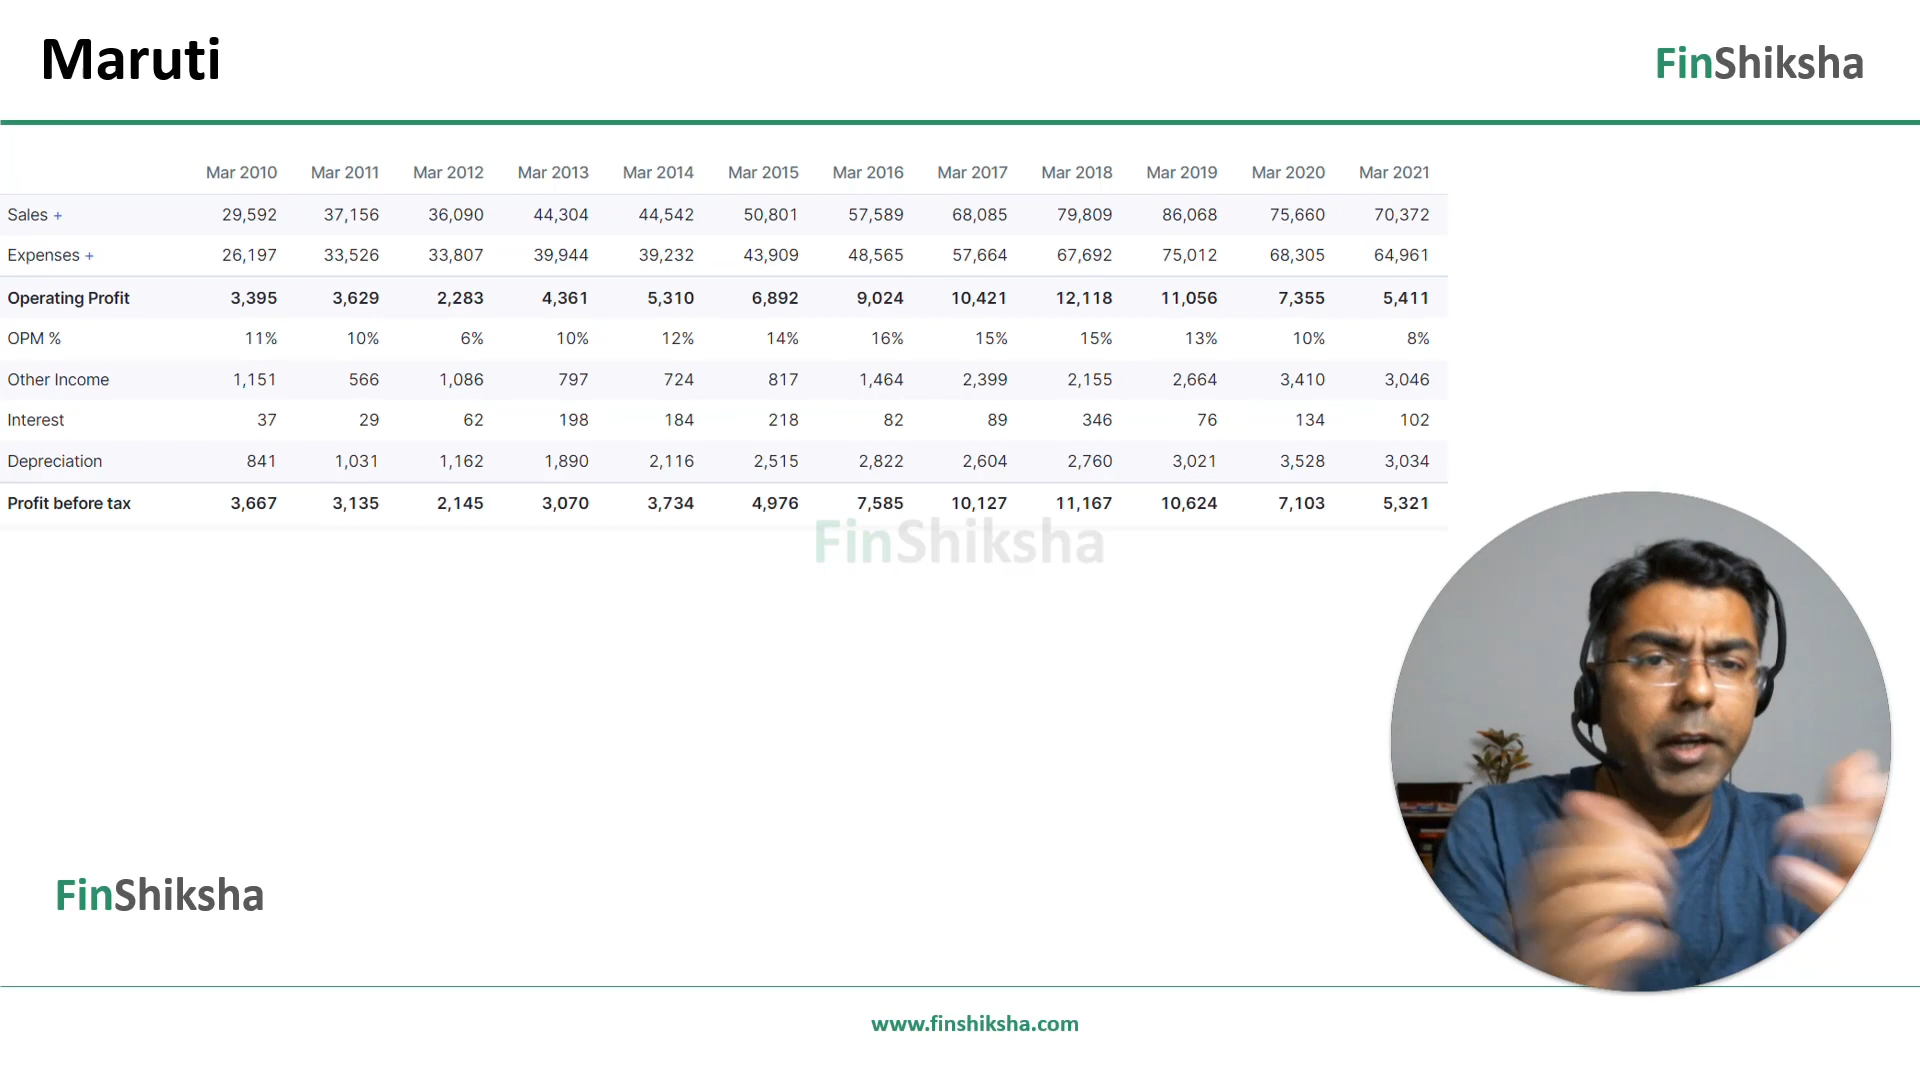 Maruti
FinShiksha
Mar 2010 Mar 2011 Mar 2012 Mar 2013 Mar 2014 Mar 2015 Mar 2016 Mar 2017 Mar 2018 Mar 2019 Mar 2020 Mar 2021
Sales + 29,592 37,156 36,090 44,304 44,542 50,801 57,589 68,085 79,809 86,068 75,660 70,372
Expenses + 26,197 33,526 33,807 39,944 39,232 43,909 48,565 57,664 67,692 75,012 68,305 64,961
Operating Profit 3,395 3,629 2,283 4,361 5,310 6,892 9,024 10,421 12,118 11,056 7,355 5,411
OPM % 11% 10% 6% 10% 12% 14% 16% 15% 15% 13% 10% 8%
Other Income 1,151 566 1,086 797 724 817 1,464 2,399 2,155 2,664 3,410 3,046
Interest 37 29 62 198 184 218 82 89 346 76 134 102
Depreciation 841 1,031 1,162 1,890 2,116 2,515 2,822 2,604 2,760 3,021 3,528 3,034
Profit before tax 3,667 3,135 2,145 3,070 3,734 4,976 7,585 10,127 11,167 10,624 7,103 5,321
FinShiksha
FinShiksha
www.finshiksha.com